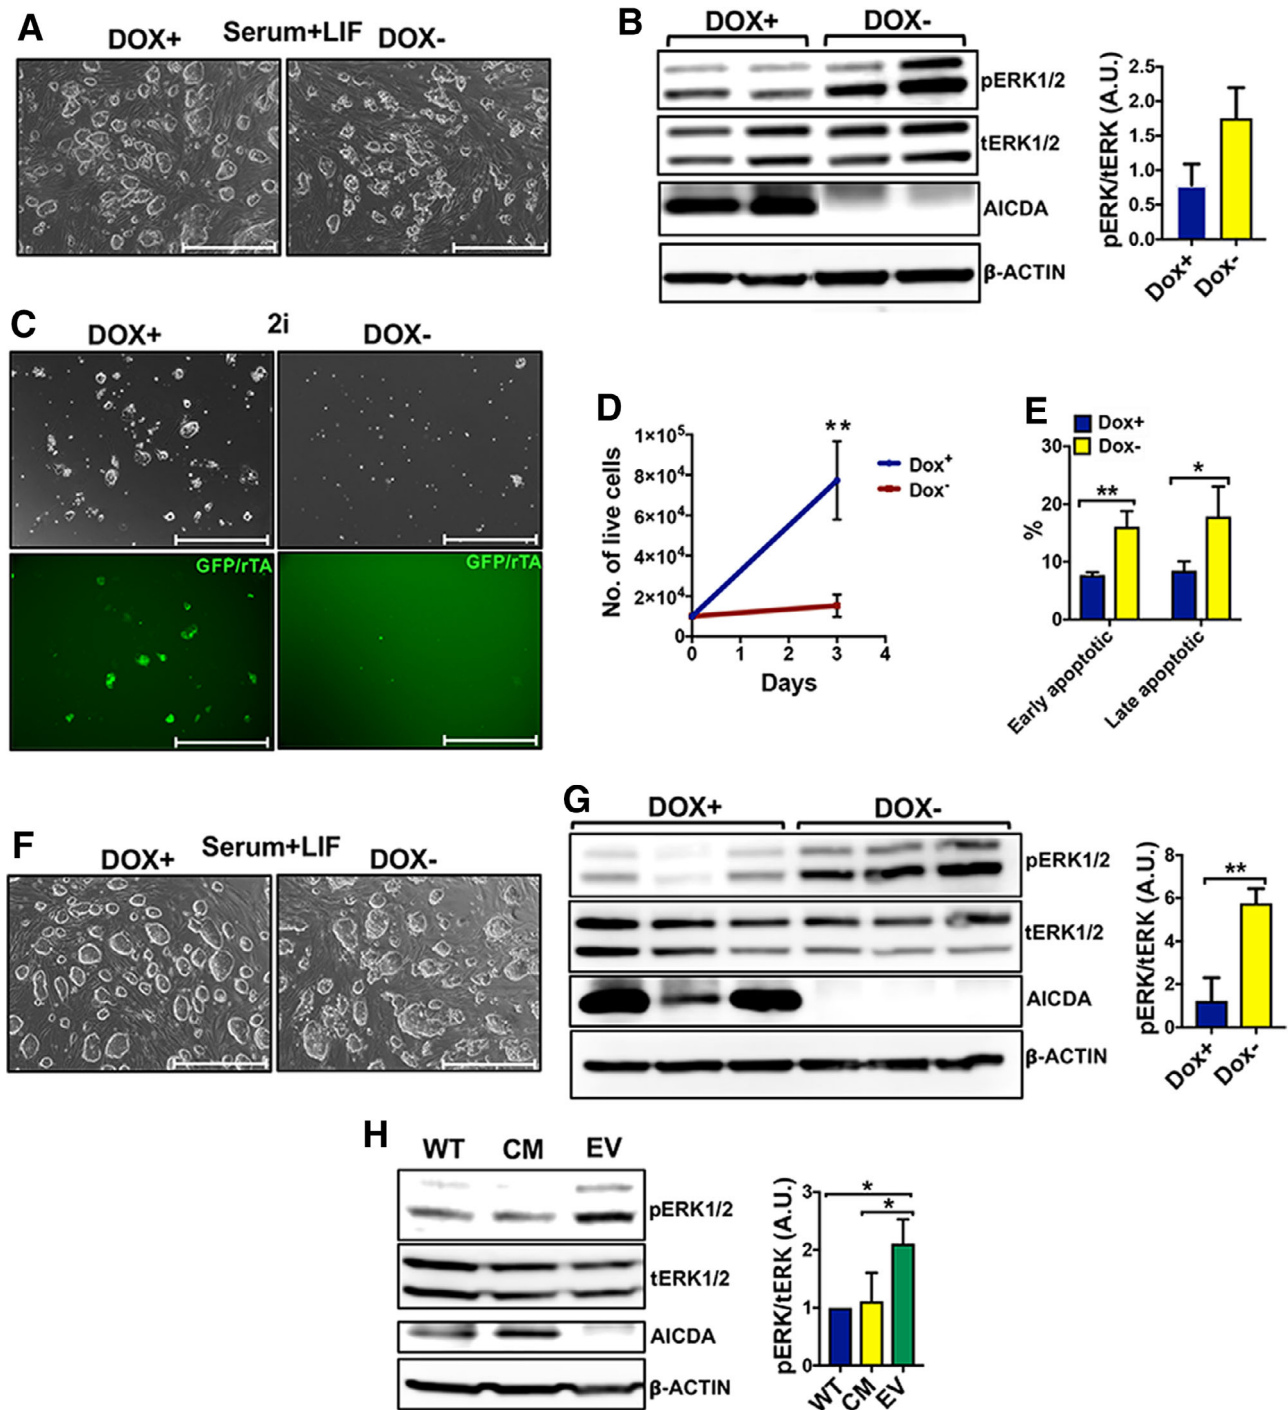 A
Serum+LIF
DOX+
DOX-
B
DOX+
DOX-
pERK1/2
tERK1/2
AICDA
β-ACTIN
pERK/tERK (A.U.)
2.5
2.0
1.5
1.0
0.5
0.0
Dox+
Dox-
C
2i
DOX+
DOX-
GFP/rTA
GFP/rTA
D
No. of live cells
1×10⁵
8×10⁴
6×10⁴
4×10⁴
2×10⁴
0
0 1 2 3 4
Days
**
Dox⁺
Dox⁻
E
Dox+
Dox-
%
30
20
10
0
**
*
Early apoptotic
Late apoptotic
F
Serum+LIF
DOX+
DOX-
G
DOX+
DOX-
pERK1/2
tERK1/2
AICDA
β-ACTIN
pERK/tERK (A.U.)
8
6
4
2
0
**
Dox+
Dox-
H
WT CM EV
pERK1/2
tERK1/2
AICDA
β-ACTIN
pERK/tERK (A.U.)
3
2
1
0
*
*
WT
CM
EV